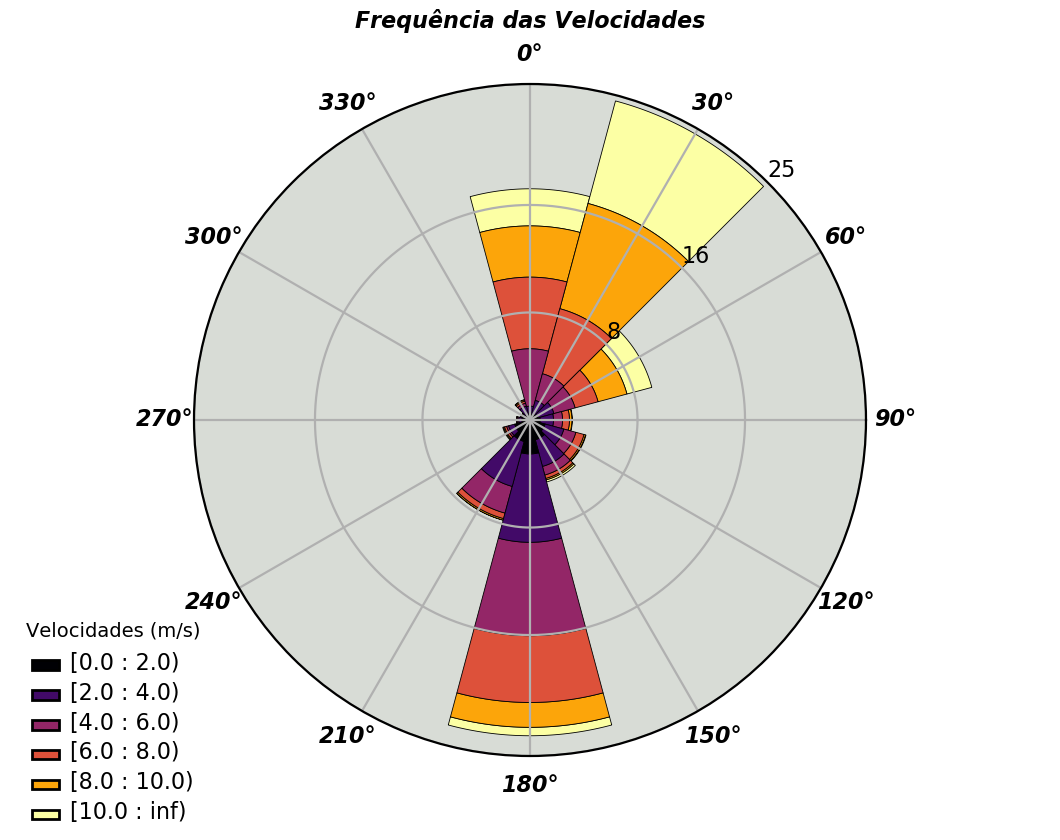 Frequência das Velocidades
0°
330°
30°
25
300°
60°
16
8
270°
90°
240°
120°
Velocidades (m/s)
[0.0 : 2.0)
[2.0 : 4.0)
[4.0 : 6.0)
[6.0 : 8.0)
[8.0 : 10.0)
[10.0 : inf)
210°
150°
180°